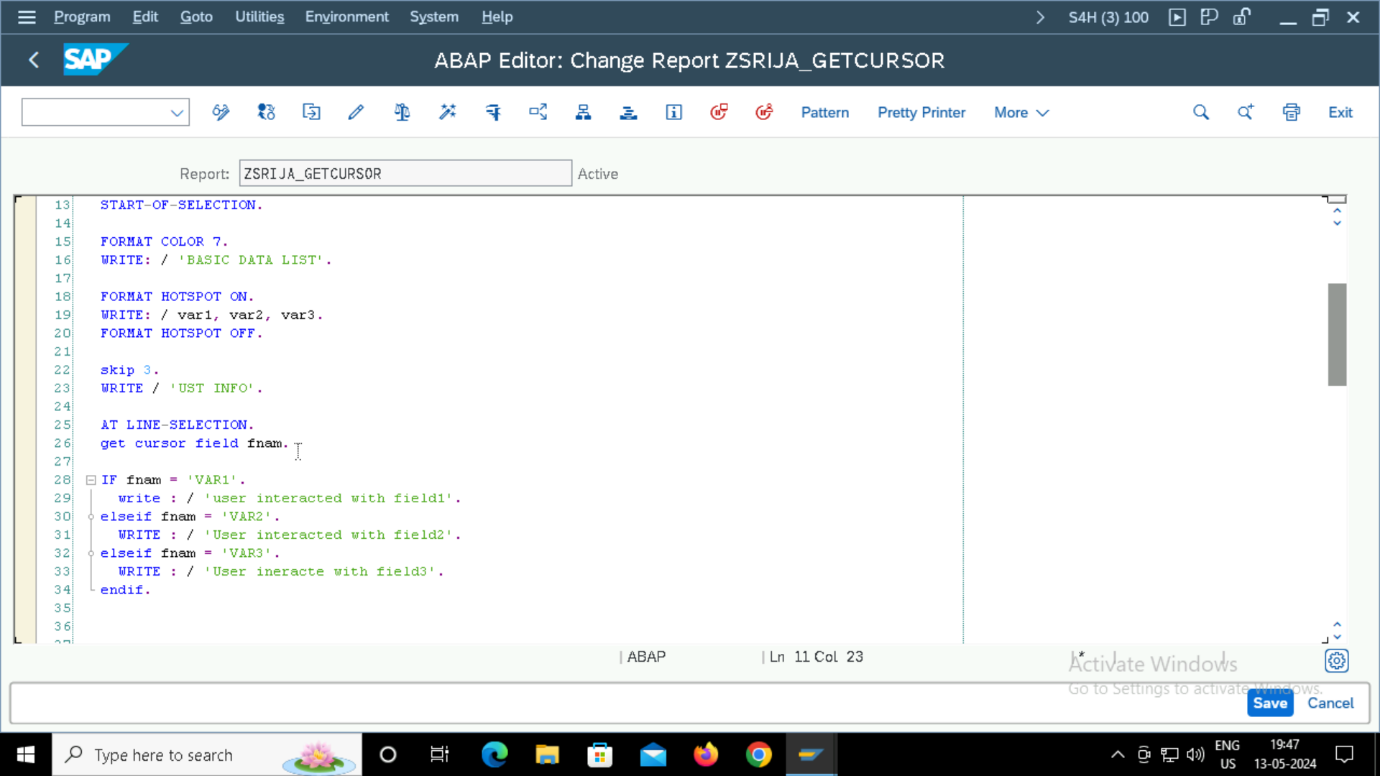 Program Edit Goto Utilities Environment System Help S4H (3) 100
SAP ABAP Editor: Change Report ZSRIJA_GETCURSOR
Pattern Pretty Printer More Exit
Report: ZSRIJA_GETCURSOR Active
13 START-OF-SELECTION.
14
15 FORMAT COLOR 7.
16 WRITE: / 'BASIC DATA LIST'.
17
18 FORMAT HOTSPOT ON.
19 WRITE: / var1, var2, var3.
20 FORMAT HOTSPOT OFF.
21
22 skip 3.
23 WRITE / 'UST INFO'.
24
25 AT LINE-SELECTION.
26 get cursor field fnam.
27
28 IF fnam = 'VAR1'.
29 write : / 'user interacted with field1'.
30 elseif fnam = 'VAR2'.
31 WRITE : / 'User interacted with field2'.
32 elseif fnam = 'VAR3'.
33 WRITE : / 'User ineracte with field3'.
34 endif.
35
36
ABAP Ln 11 Col 23 *
Activate Windows
Go to Settings to activate Windows.
Save Cancel
Type here to search ENG 19:47
US 13-05-2024